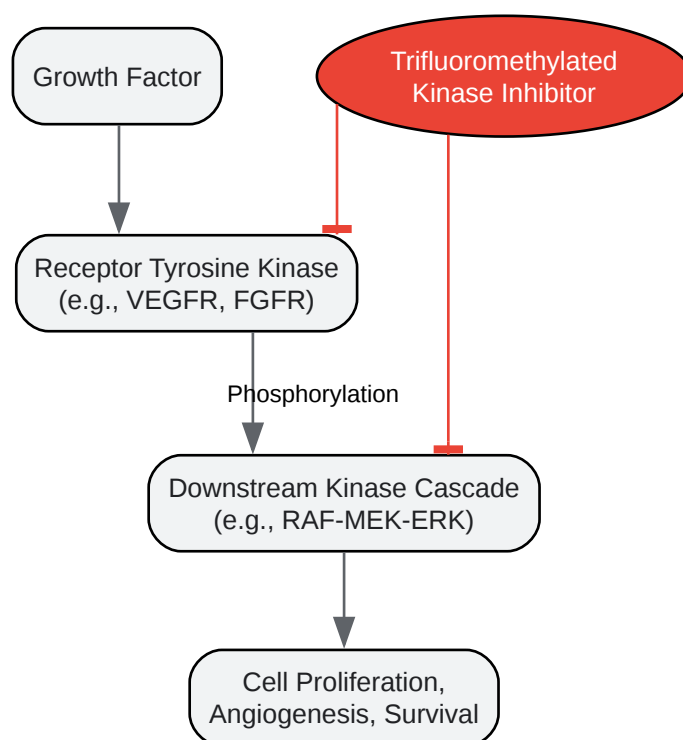 Growth Factor
Trifluoromethylated
Kinase Inhibitor
Receptor Tyrosine Kinase
(e.g., VEGFR, FGFR)
Phosphorylation
Downstream Kinase Cascade
(e.g., RAF-MEK-ERK)
Cell Proliferation,
Angiogenesis, Survival